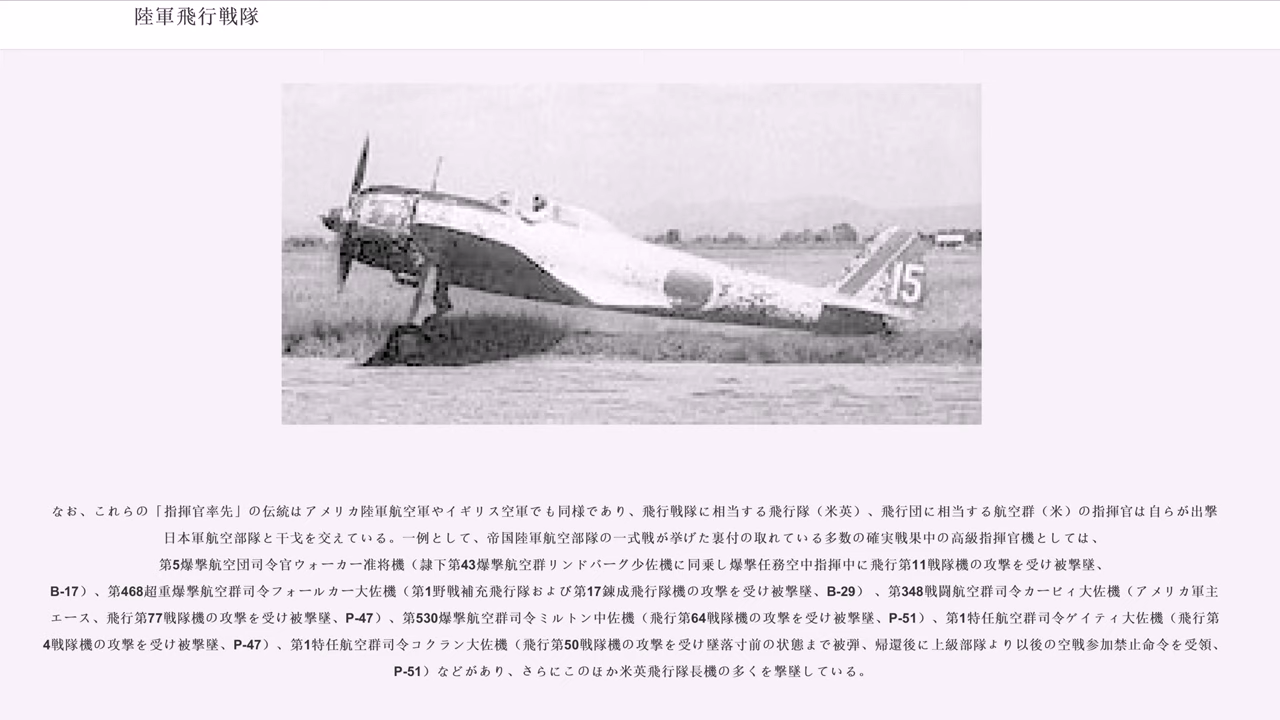 陸軍飛行戦隊
15
なお、これらの「指揮官率先」の伝統はアメリカ陸軍航空軍やイギリス空軍でも同様であり、飛行戦隊に相当する飛行隊（米英）、飛行団に相当する航空群（米）の指揮官は自らが出撃
日本軍航空部隊と干戈を交えている。一例として、帝国陸軍航空部隊の一式戦が挙げた裏付の取れている多数の確実戦果中の高級指揮官機としては、
第5爆撃航空団司令官ウォーカー准将機（隷下第43爆撃航空群リンドバーグ少佐機に同乗し爆撃任務空中指揮中に飛行第11戦隊機の攻撃を受け被撃墜、
B-17）、第468超重爆撃航空群司令フォールカー大佐機（第1野戦補充飛行隊および第17錬成飛行隊機の攻撃を受け被撃墜、B-29）、第348戦闘航空群司令カービィ大佐機（アメリカ軍主
エース、飛行第77戦隊機の攻撃を受け被撃墜、P-47）、第530爆撃航空群司令ミルトン中佐機（飛行第64戦隊機の攻撃を受け被撃墜、P-51）、第1特任航空群司令ゲイティ大佐機（飛行第
4戦隊機の攻撃を受け被撃墜、P-47）、第1特任航空群司令コクラン大佐機（飛行第50戦隊機の攻撃を受け墜落寸前の状態まで被弾、帰還後に上級部隊より以後の空戦参加禁止命令を受領、
P-51）などがあり、さらにこのほか米英飛行隊長機の多くを撃墜している。